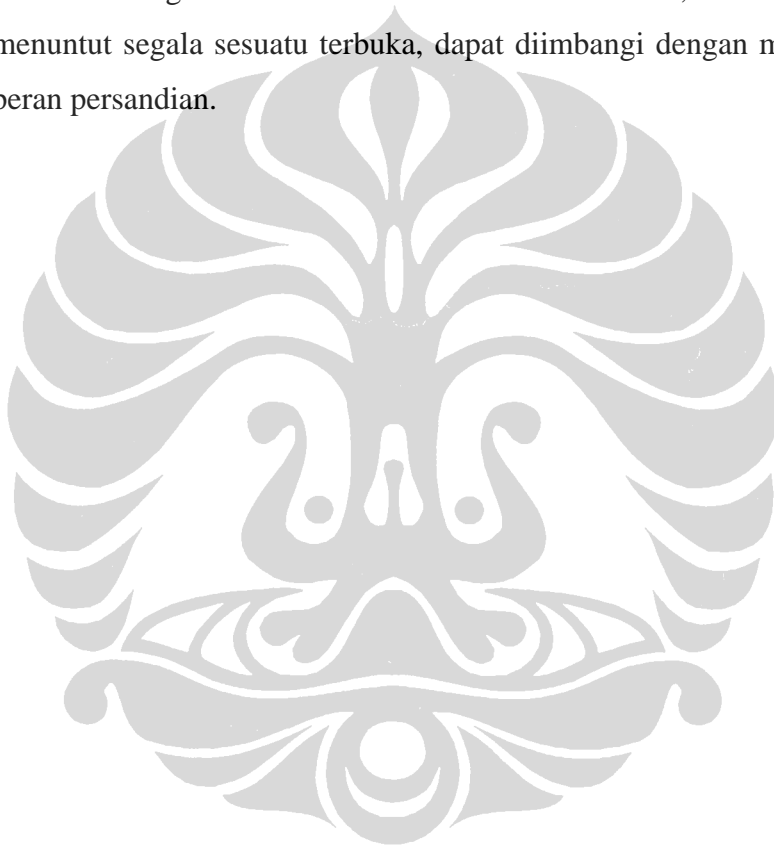 menuntut segala sesuatu terbuka, dapat diimbangi dengan
peran persandian.